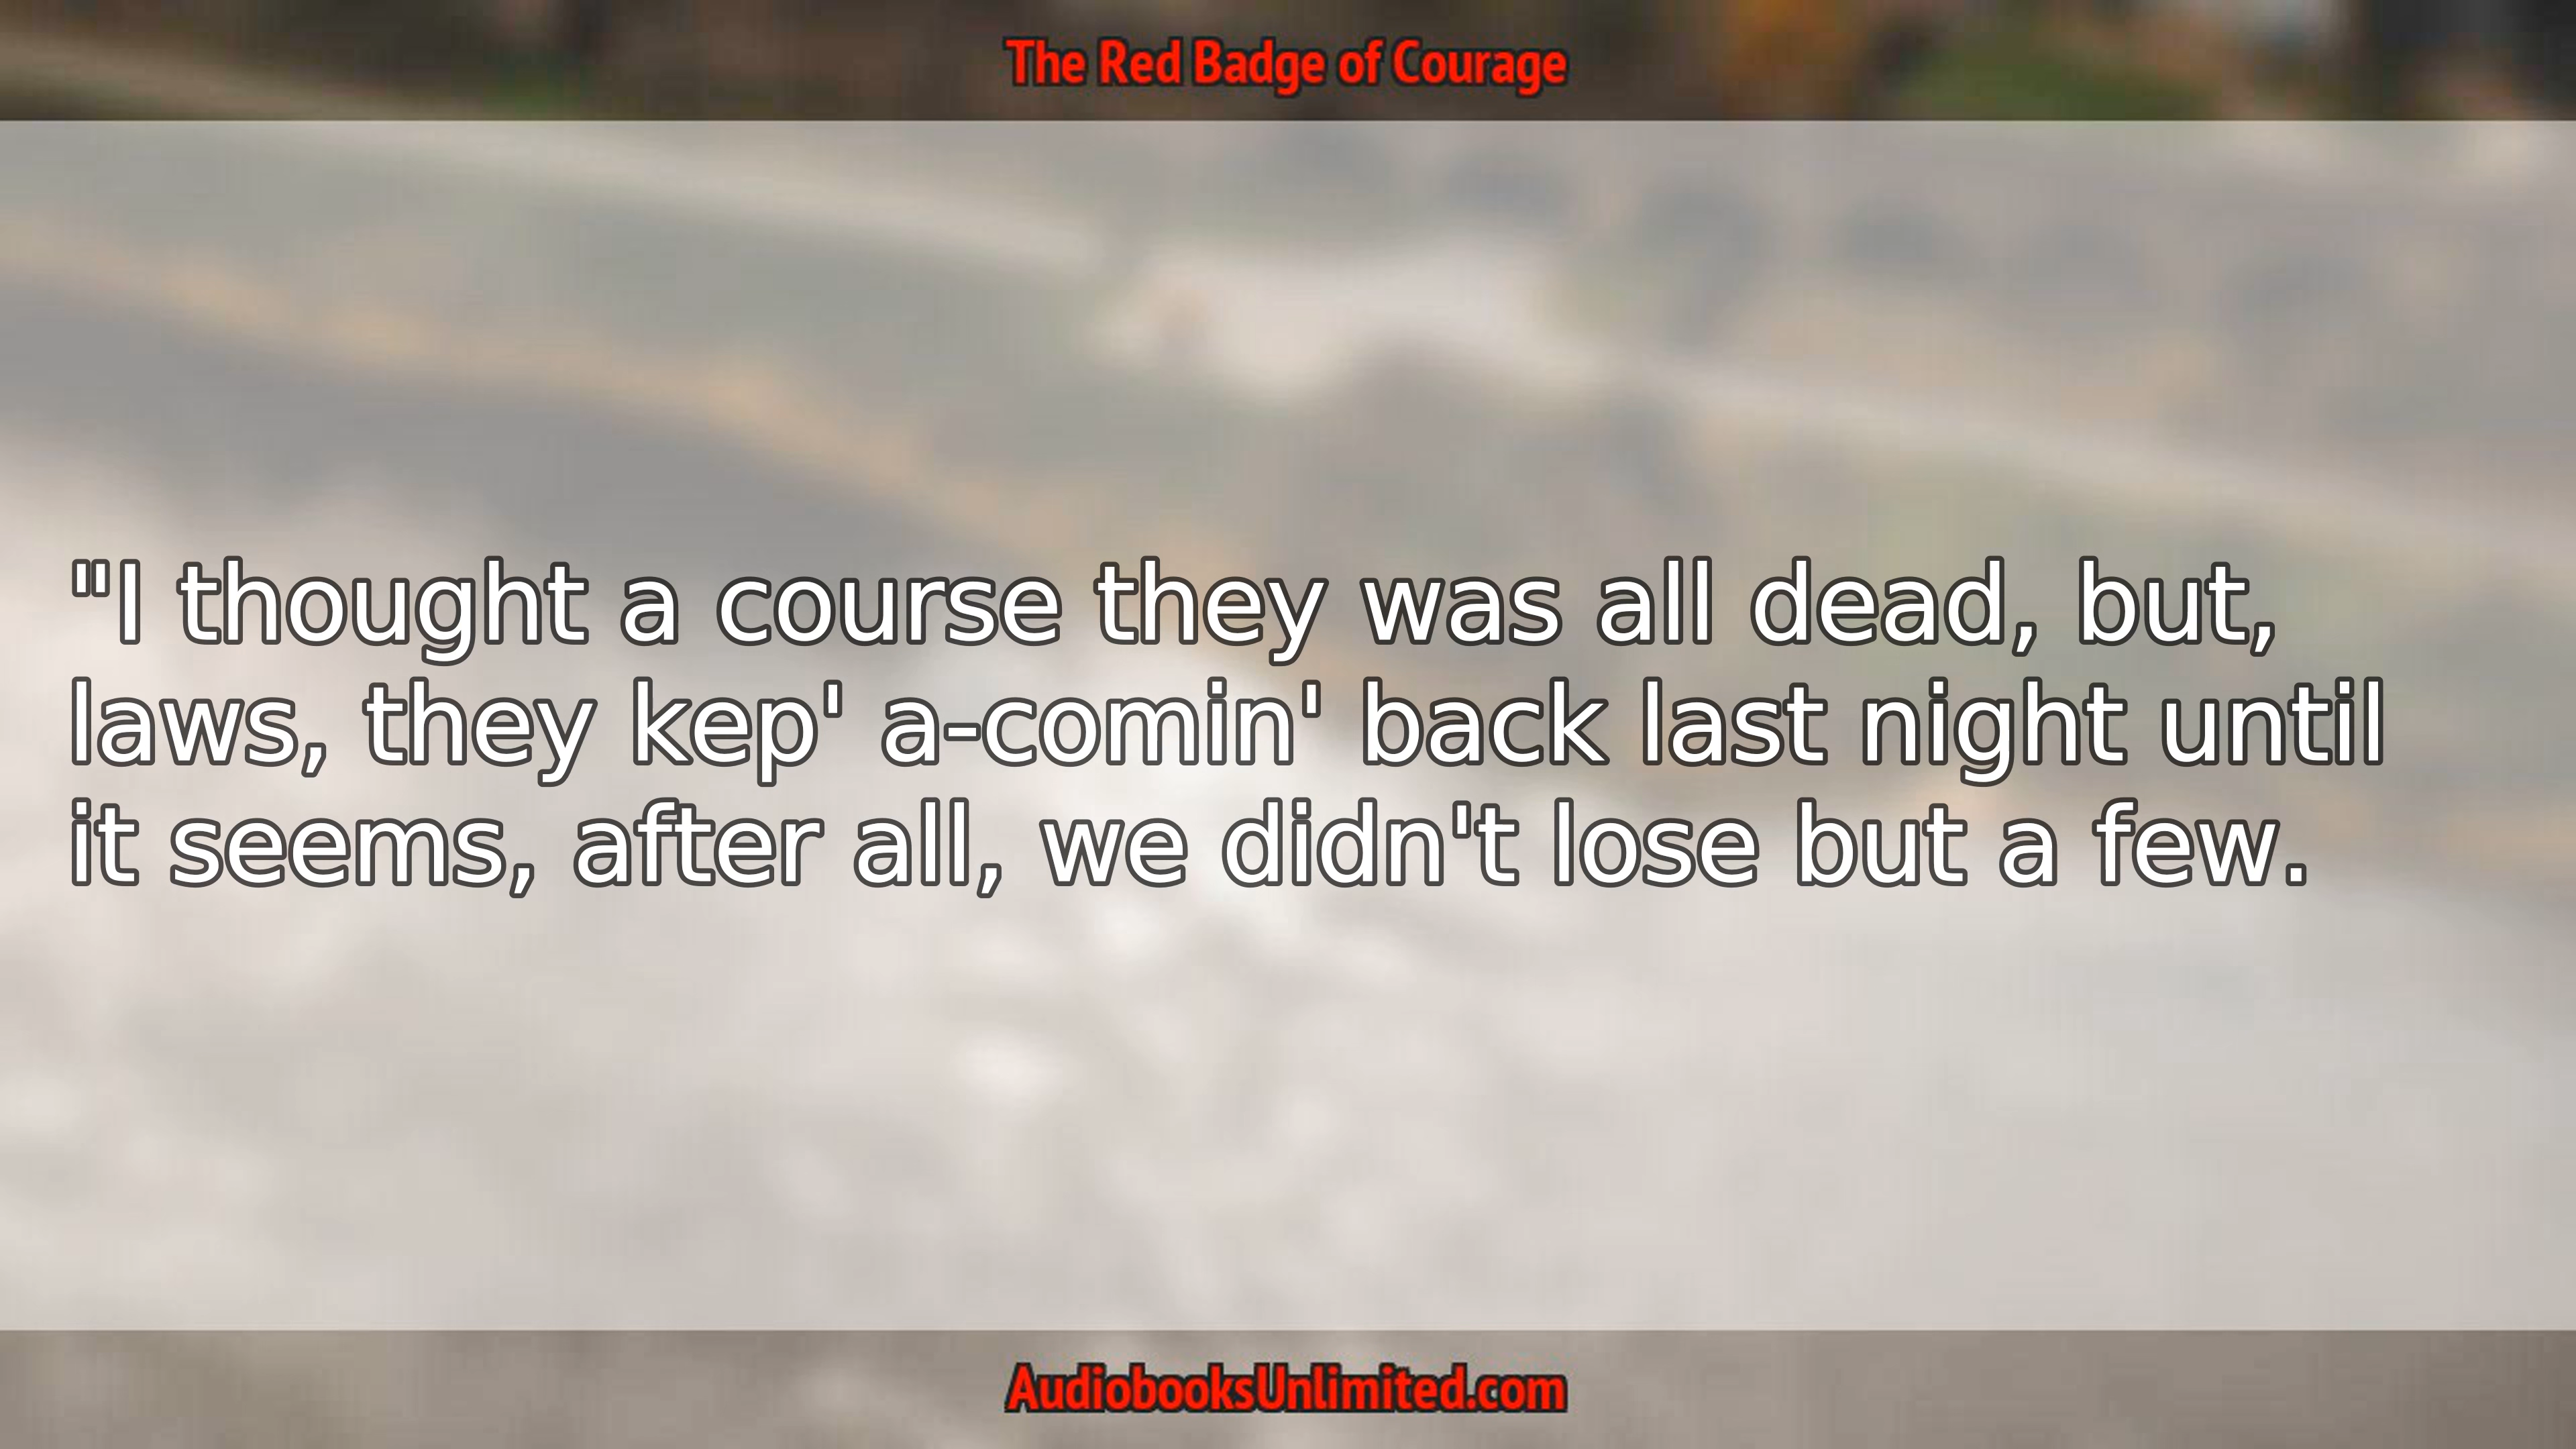 The Red Badge of Courage
"I thought a course they was all dead, but,
laws, they kep' a-comin' back last night until
it seems, after all, we didn't lose but a few.
AudiobooksUnlimited.com